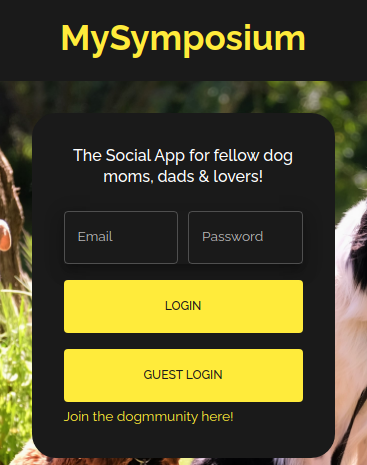 MySymposium
The Social App for fellow dog
moms, dads & lovers!
Email
Password
LOGIN
GUEST LOGIN
Join the dogmmunity here!